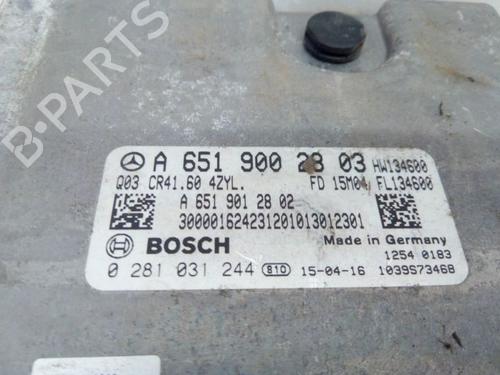 A 651 900 28 03 HW134600
Q03 CR41.60 4ZYL. FD 15M04 FL134600
A 651 901 28 02
300001624231201013012301
BOSCH Made in Germany
1254 0183
0 281 031 244 810 15-04-16 1039S73468
B-PARTS